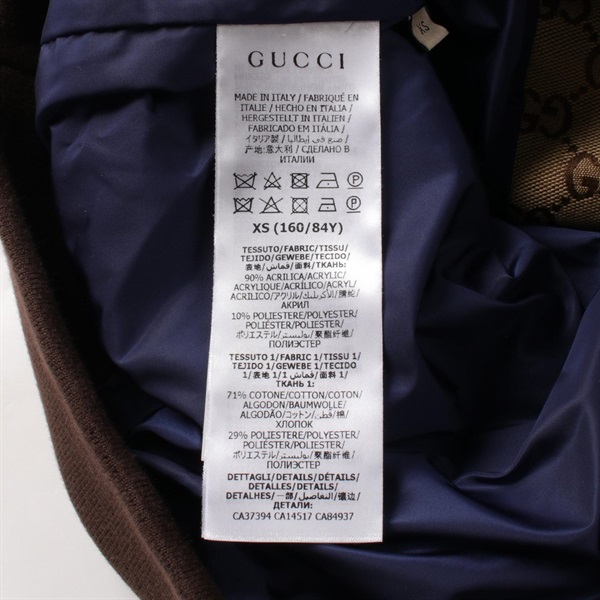 GUCCI
MADE IN ITALY / FABRIQUÉ EN
ITALIE / HECHO EN ITALIA /
HERGESTELLT IN ITALIEN /
FABRICADO EM ITÁLIA /
イタリア製 / صنع في إيطاليا /
产地:意大利 / СДЕЛАНО В
ИТАЛИИ
XS (160/84Y)
TESSUTO/FABRIC/TISSU/
TEJIDO/GEWEBE/TECIDO/
表地/قماش/面料/ТКАНЬ:
90% ACRILICA/ACRYLIC/
ACRYLIQUE/ACRILICO/ACRYL/
ACRILICO/アクリル/الأكريليك/腈纶/
АКРИЛ
10% POLIESTERE/POLYESTER/
POLIÉSTER/POLYESTER/
ポリエステル/بوليستر/聚酯纤维/
ПОЛИЭСТЕР
TESSUTO 1/FABRIC 1/TISSU 1/
TEJIDO 1/GEWEBE 1/TECIDO
1/表地 1/قماش 1/面料 1/
ТКАНЬ 1:
71% COTONE/COTTON/COTON/
ALGODON/BAUMWOLLE/
ALGODÃO/コットン/قطن/棉/
ХЛОПОК
29% POLIESTERE/POLYESTER/
POLIÉSTER/POLYESTER/
ポリエステル/بوليستر/聚酯纤维/
ПОЛИЭСТЕР
DETTAGLI/DETAILS/DÉTAILS/
DETALLES/DETAILS/
DETALHES/一部/التفاصيل/镶边/
ДЕТАЛИ:
CA37394 CA14517 CA84937
XS